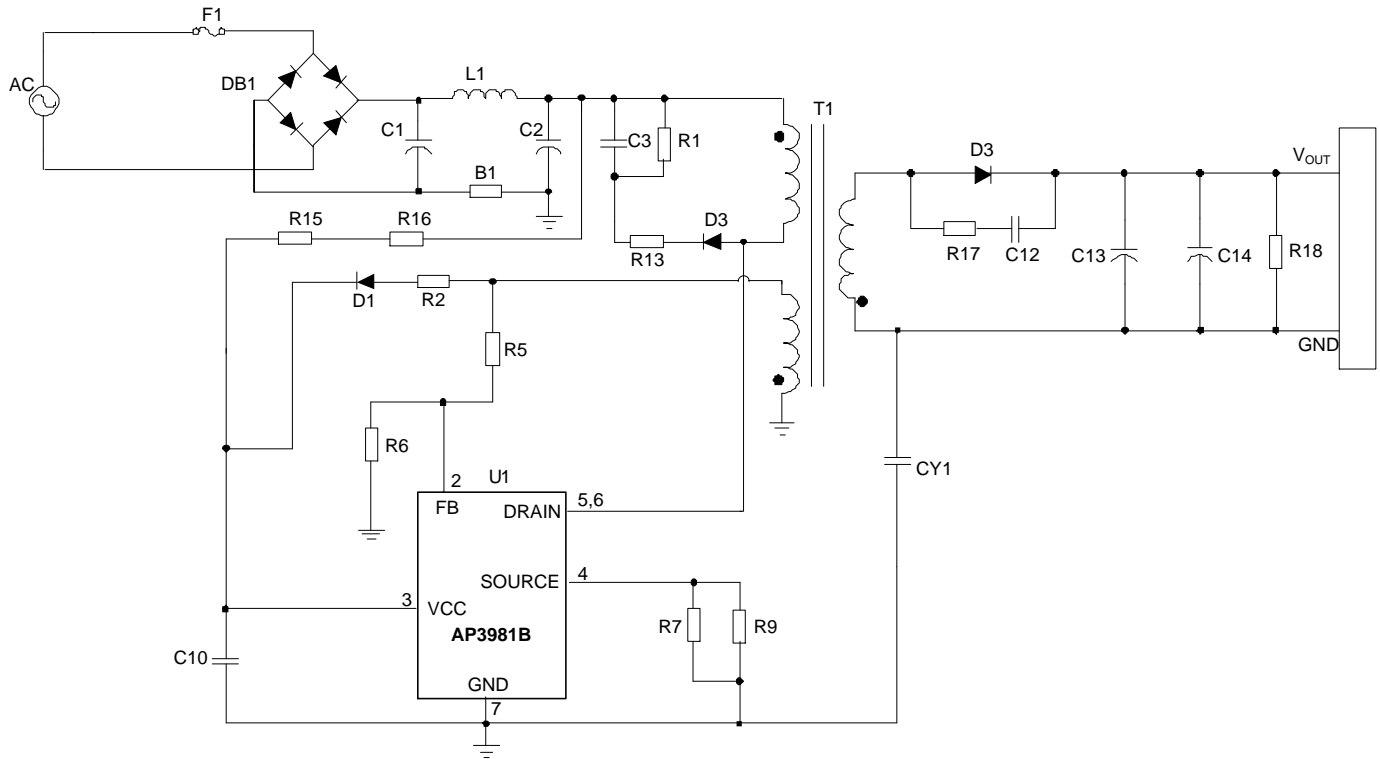 F1
AC
DB1
L1
T1
C1
C2
C3
R1
B1
D3
VOUT
R15
R16
D3
R13
R17
C12
C13
C14
R18
D1
R2
R5
GND
R6
2
U1
5,6
FB
DRAIN
CY1
SOURCE
4
3
VCC
R7
R9
AP3981B
C10
GND
7